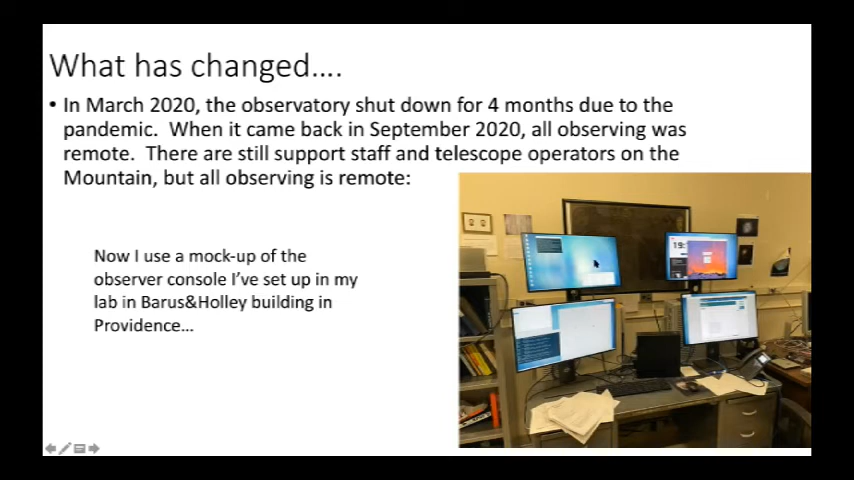 What has changed....
• In March 2020, the observatory shut down for 4 months due to the
pandemic. When it came back in September 2020, all observing was
remote. There are still support staff and telescope operators on the
Mountain, but all observing is remote:
Now I use a mock-up of the
observer console I've set up in my
lab in Barus&Holley building in
Providence...